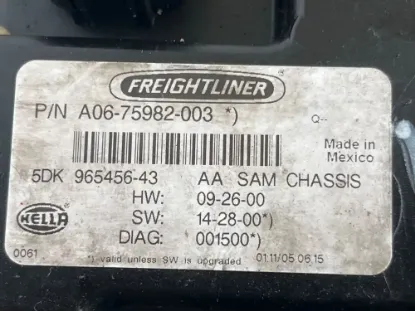 FREIGHTLINER
P/N A06-75982-003 *)
Q--
Made in
Mexico
5DK 965456-43 AA SAM CHASSIS
HELLA
HW: 09-26-00
SW: 14-28-00*)
DIAG: 001500*)
0061
*) valid unless SW is upgraded 01.11/05 06.15